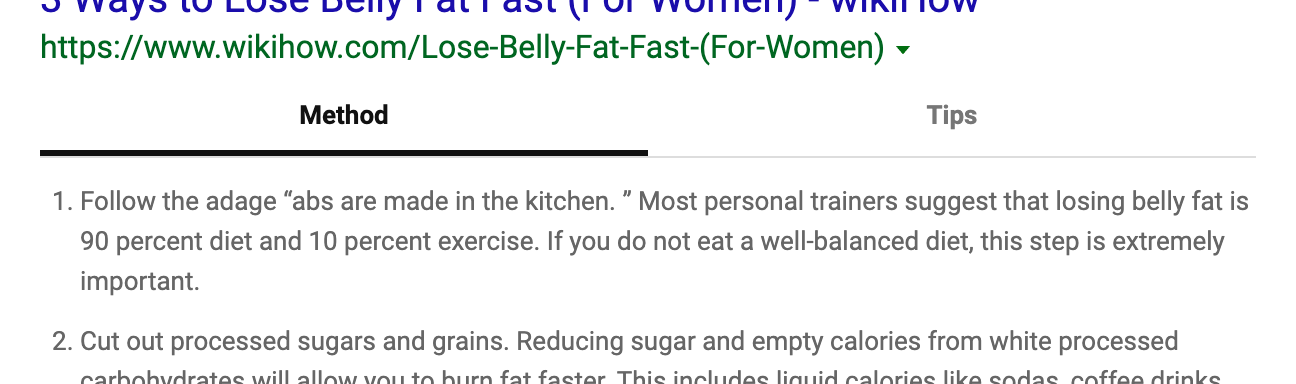 3 Ways to Lose Belly Fat Fast (For Women) - wikiHow
https://www.wikihow.com/Lose-Belly-Fat-Fast-(For-Women)
Method Tips
1. Follow the adage “abs are made in the kitchen. ” Most personal trainers suggest that losing belly fat is
90 percent diet and 10 percent exercise. If you do not eat a well-balanced diet, this step is extremely
important.
2. Cut out processed sugars and grains. Reducing sugar and empty calories from white processed
carbohydrates will allow you to burn fat faster. This includes liquid calories like sodas, coffee drinks,